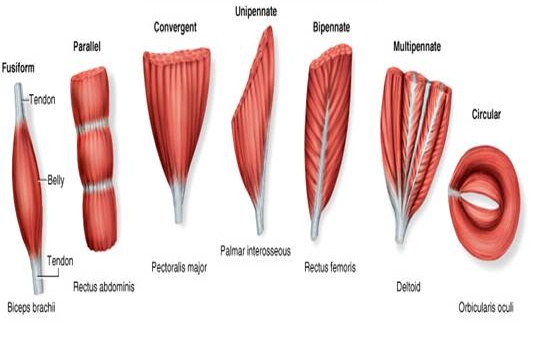 Fusiform
Tendon
Belly
Tendon
Biceps brachii
Parallel
Rectus abdominis
Convergent
Pectoralis major
Unipennate
Palmar interosseous
Bipennate
Rectus femoris
Multipennate
Deltoid
Circular
Orbicularis oculi